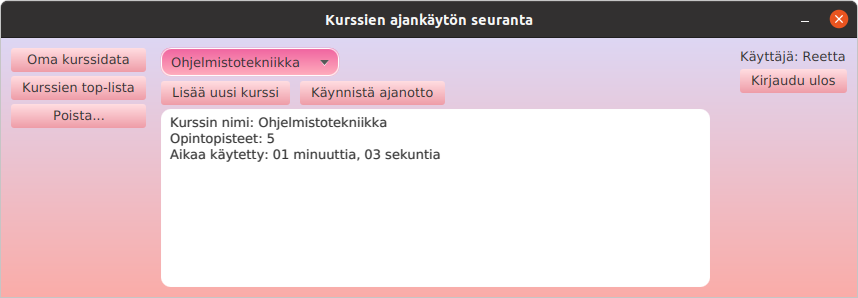 Kurssien ajankäytön seuranta
Oma kurssidata
Kurssien top-lista
Poista...
Ohjelmistotekniikka
Lisää uusi kurssi
Käynnistä ajanotto
Kurssin nimi: Ohjelmistotekniikka
Opintopisteet: 5
Aikaa käytetty: 01 minuuttia, 03 sekuntia
Käyttäjä: Reetta
Kirjaudu ulos